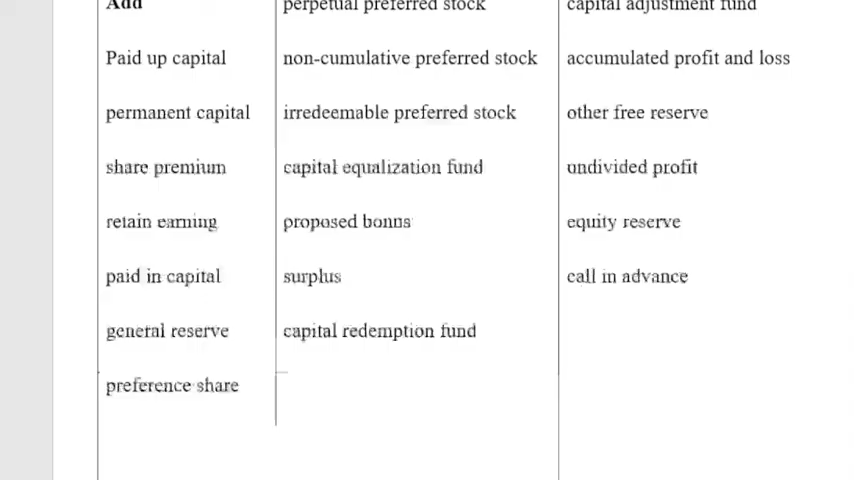 Add perpetual preferred stock capital adjustment fund
Paid up capital non-cumulative preferred stock accumulated profit and loss
permanent capital irredeemable preferred stock other free reserve
share premium capital equalization fund undivided profit
retain earning proposed bonus equity reserve
paid in capital surplus call in advance
general reserve capital redemption fund
preference share